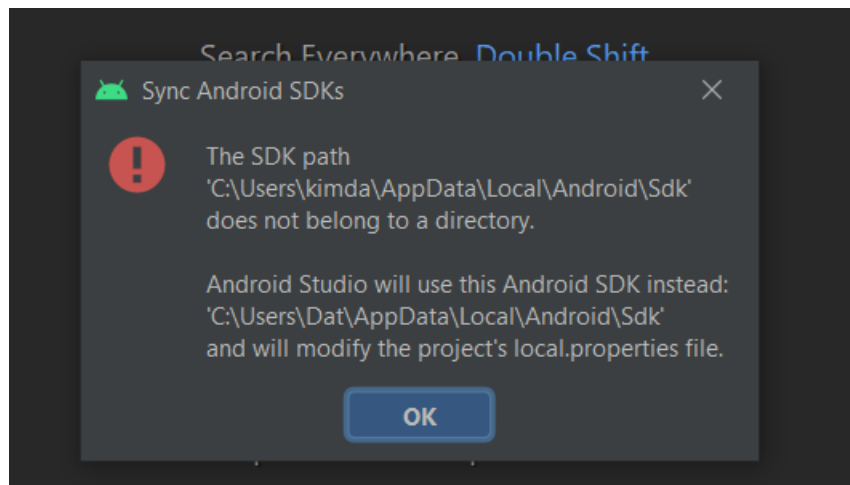 Search Everywhere Double Shift
Sync Android SDKs
The SDK path
'C:\Users\kimda\AppData\Local\Android\Sdk'
does not belong to a directory.
Android Studio will use this Android SDK instead:
'C:\Users\Dat\AppData\Local\Android\Sdk'
and will modify the project's local.properties file.
OK